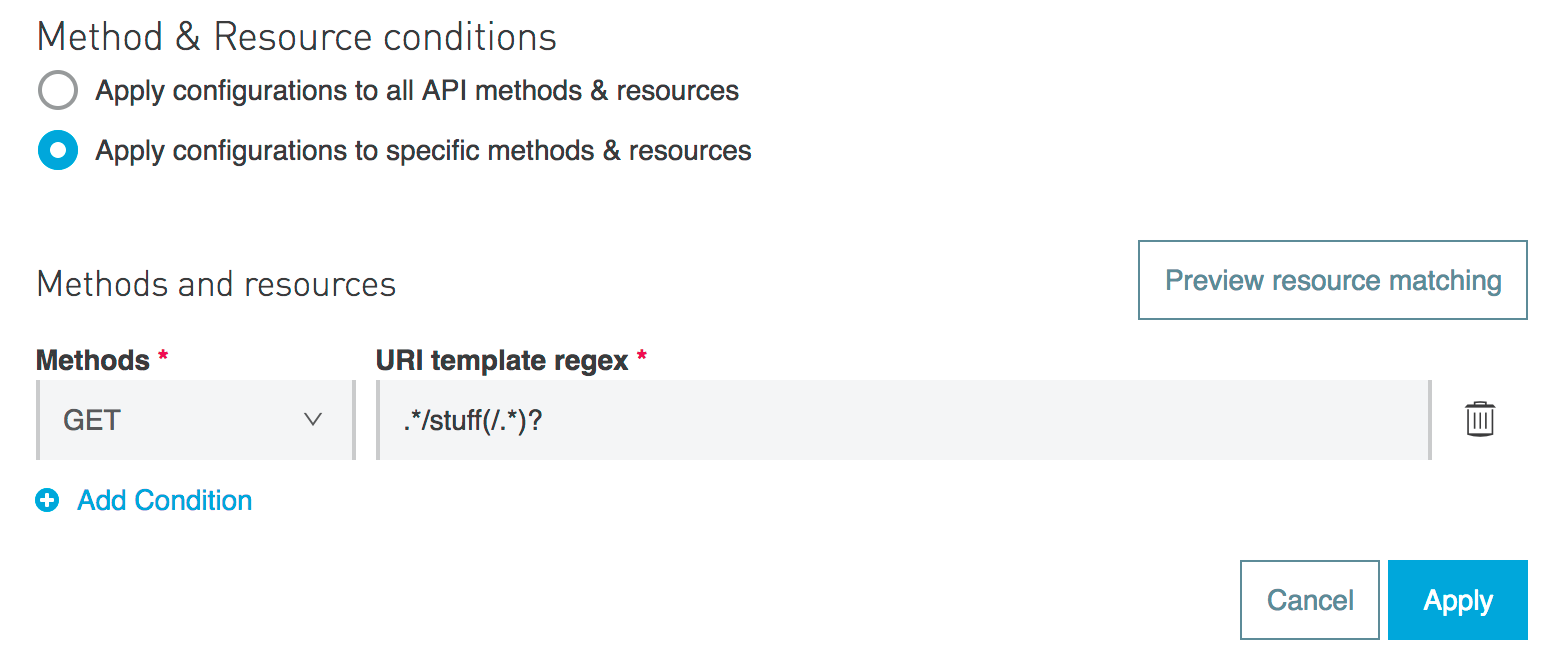 Method & Resource conditions
Apply configurations to all API methods & resources
Apply configurations to specific methods & resources
Methods and resources
Preview resource matching
Methods *
URI template regex *
GET
.*/stuff(/.*)?
Add Condition
Cancel
Apply